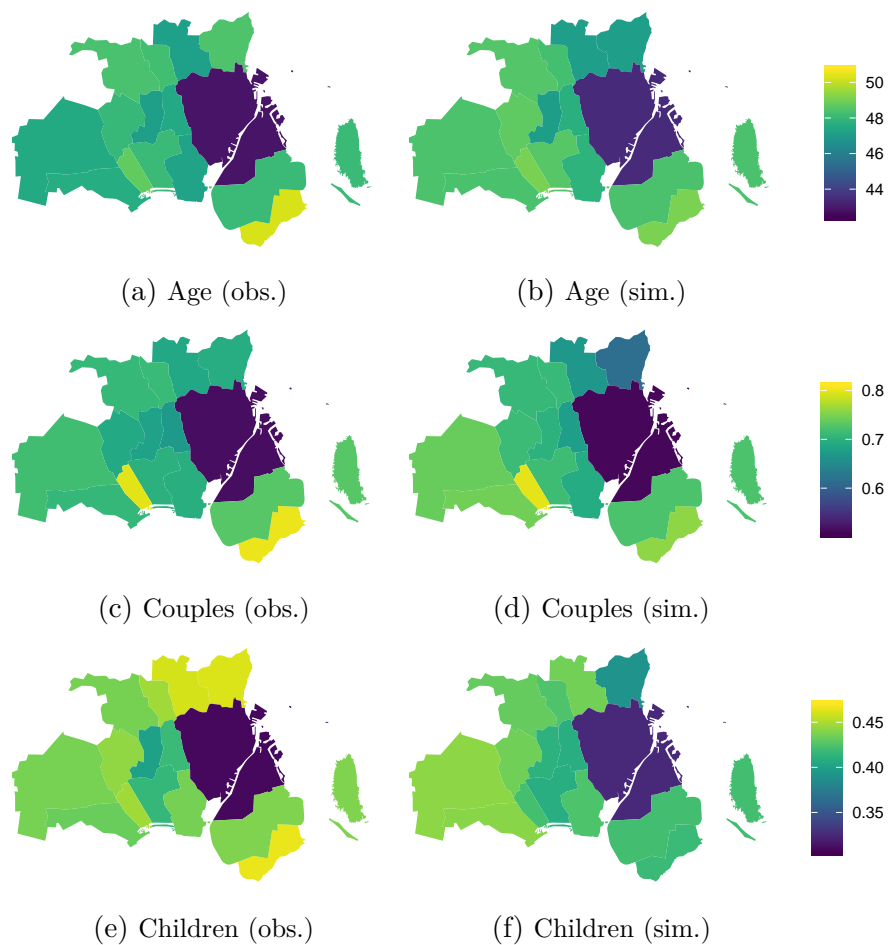 50
48
46
44
(a) Age (obs.)
(b) Age (sim.)
0.8
0.7
0.6
(c) Couples (obs.)
(d) Couples (sim.)
0.45
0.40
0.35
(e) Children (obs.)
(f) Children (sim.)